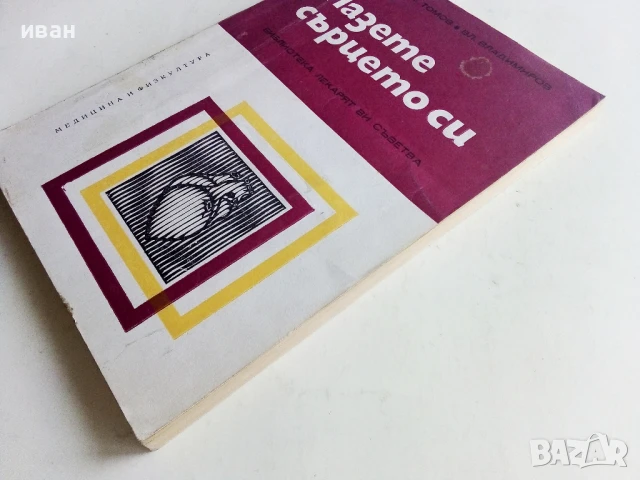 иван
ТОМОВ • ВЛ. ВЛАДИМИРОВ
Пазете
сърцето си
БИБЛИОТЕКА ЛЕКАРЯТ ВИ СЪВЕТВА
МЕДИЦИНА И ФИЗКУЛТУРА
BAZAR